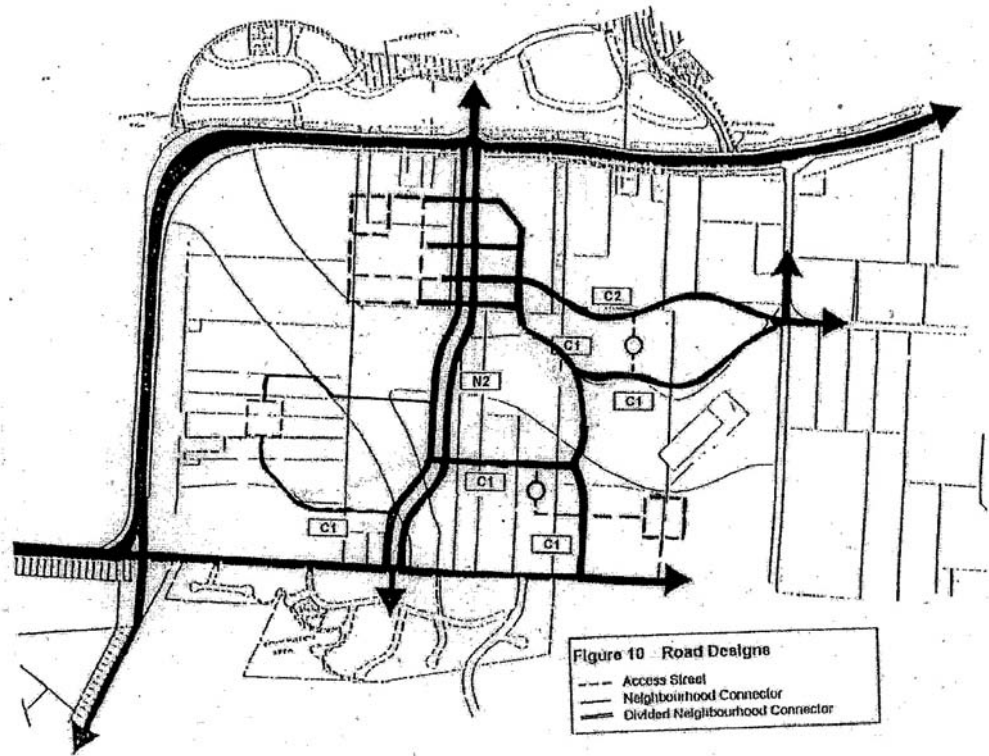 C2
C1
N2
C1
C1
C1
C1
Figure 10 Road Designs
Access Street
Neighbourhood Connector
Divided Neighbourhood Connector